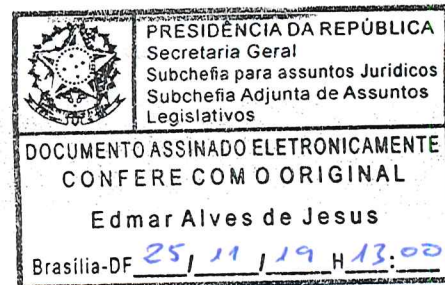 PRESIDÊNCIA DA REPÚBLICA
Secretaria Geral
Subchefia para assuntos Jurídicos
Subchefia Adjunta de Assuntos
Legislativos
DOCUMENTO ASSINADO ELETRONICAMENTE
CONFERE COM O ORIGINAL
Edmar Alves de Jesus
Brasília-DF 25 / 11 / 19 H 13:00